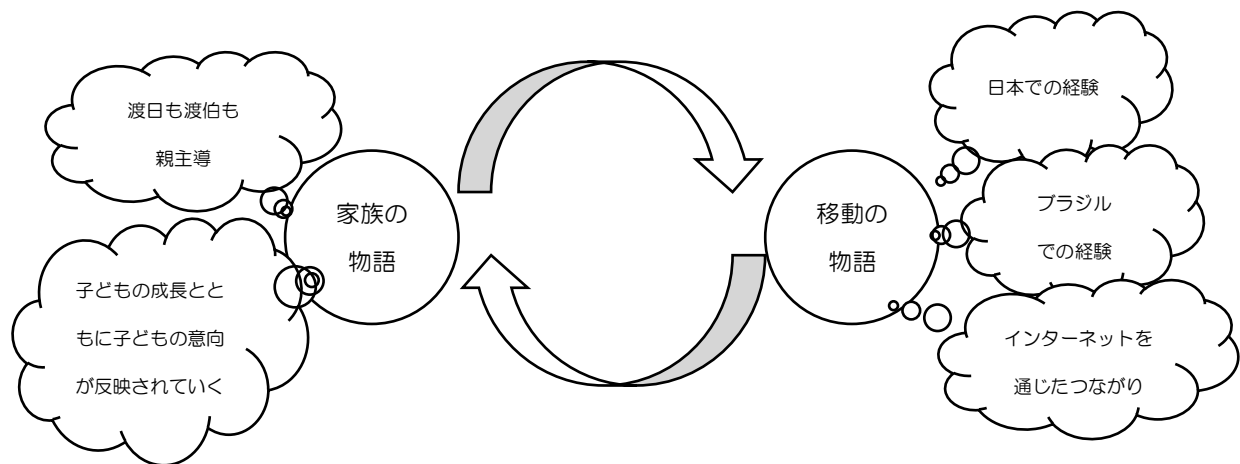 渡日も渡伯も
親主導
子どもの成長とと
もに子どもの意向
が反映されていく
家族の
物語
移動の
物語
日本での経験
ブラジル
での経験
インターネットを
通じたつながり